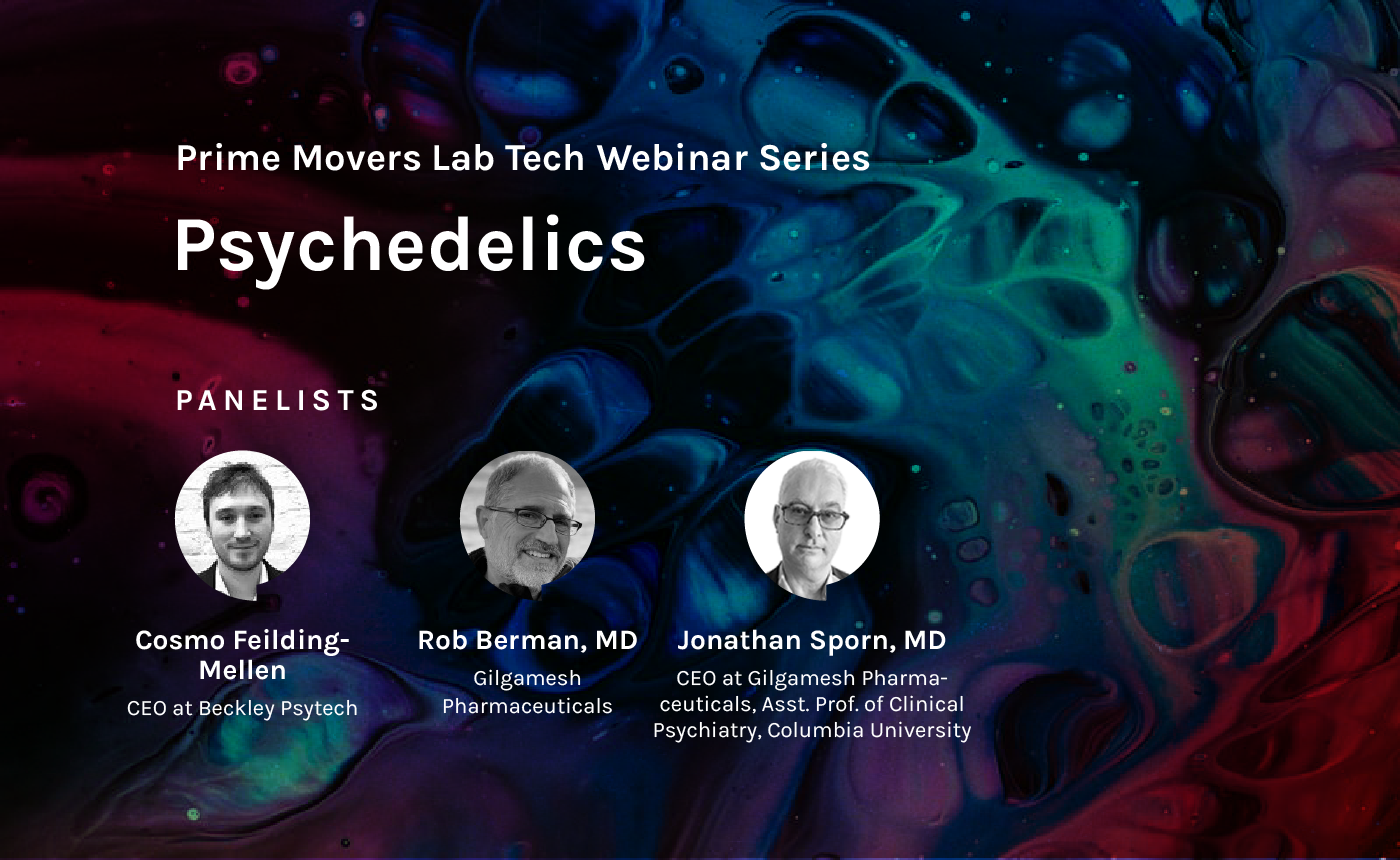 Prime Movers Lab Tech Webinar Series
Psychedelics
PANELISTS
Cosmo Feilding-
Mellen
CEO at Beckley Psytech
Rob Berman, MD
Gilgamesh
Pharmaceuticals
Jonathan Sporn, MD
CEO at Gilgamesh Pharma-
ceuticals, Asst. Prof. of Clinical
Psychiatry, Columbia University